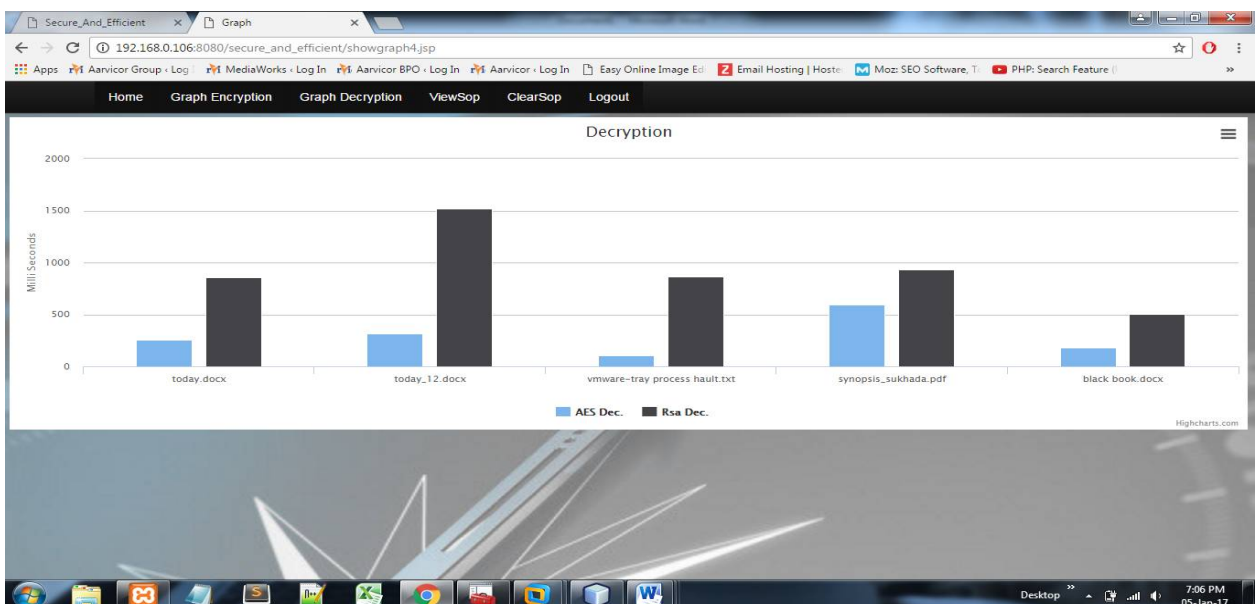 Secure_And_Efficient
Graph
192.168.0.106:8080/secure_and_efficient/showgraph4.jsp
Apps Aarvicor Group ‹ Log MediaWorks ‹ Log In Aarvicor BPO ‹ Log In Aarvicor ‹ Log In Easy Online Image Ed Email Hosting | Hoste Moz: SEO Software, T PHP: Search Feature »
Home Graph Encryption Graph Decryption ViewSop ClearSop Logout
Decryption
2000
1500
1000
500
0
Milli Seconds
today.docx today_12.docx vmware-tray process hault.txt synopsis_sukhada.pdf black book.docx
AES Dec. Rsa Dec.
Highcharts.com
Desktop » 7:06 PM
05-Jan-17